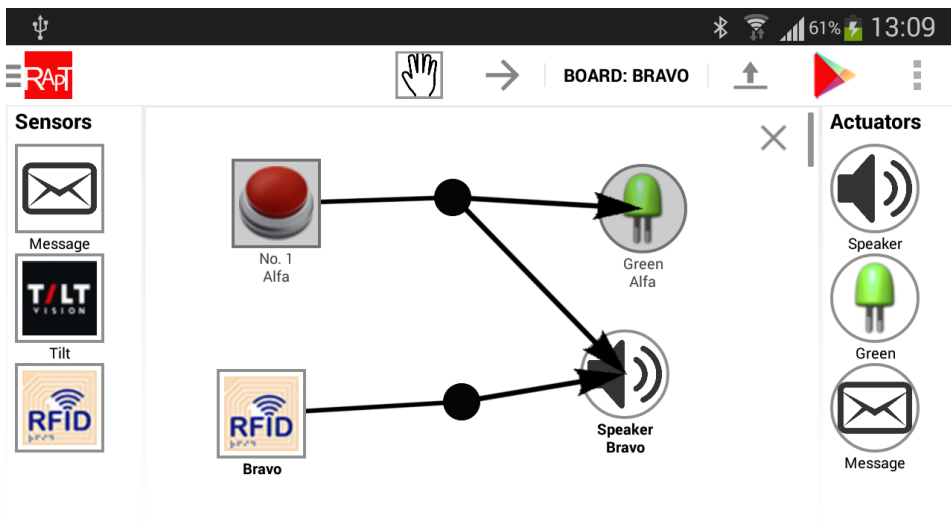 61% 13:09
RAPT
BOARD: BRAVO
Sensors
Message
TILT
VISION
Tilt
RFID
No. 1
Alfa
Green
Alfa
RFID
Bravo
Speaker
Bravo
Actuators
Speaker
Green
Message